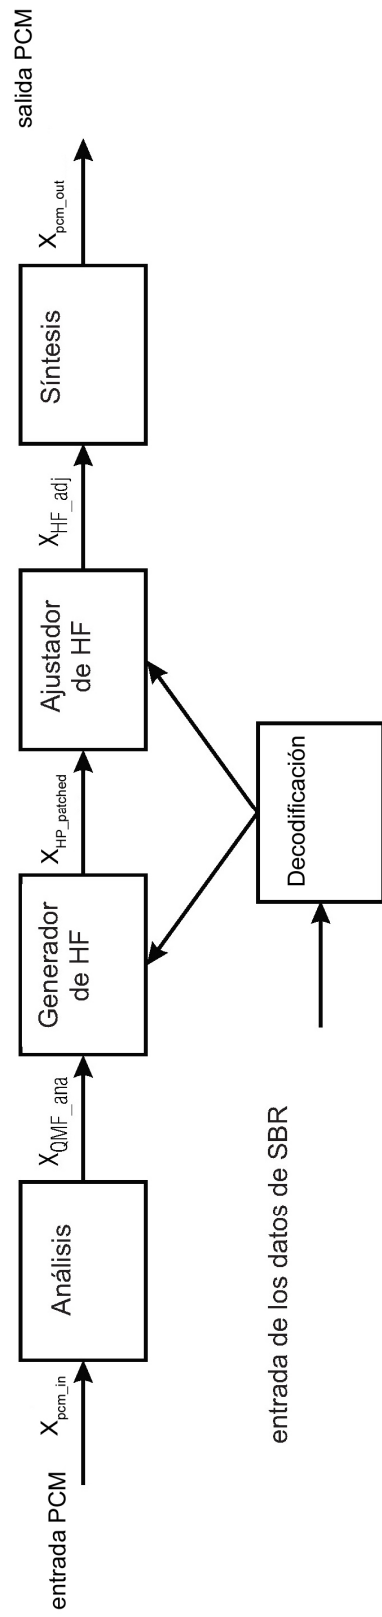 entrada PCM
X_pcm_in
Análisis
X_QMF_ana
Generador
de HF
X_HP_patched
Ajustador
de HF
X_HF_adj
Síntesis
X_pcm_out
salida PCM
entrada de los datos de SBR
Decodificación